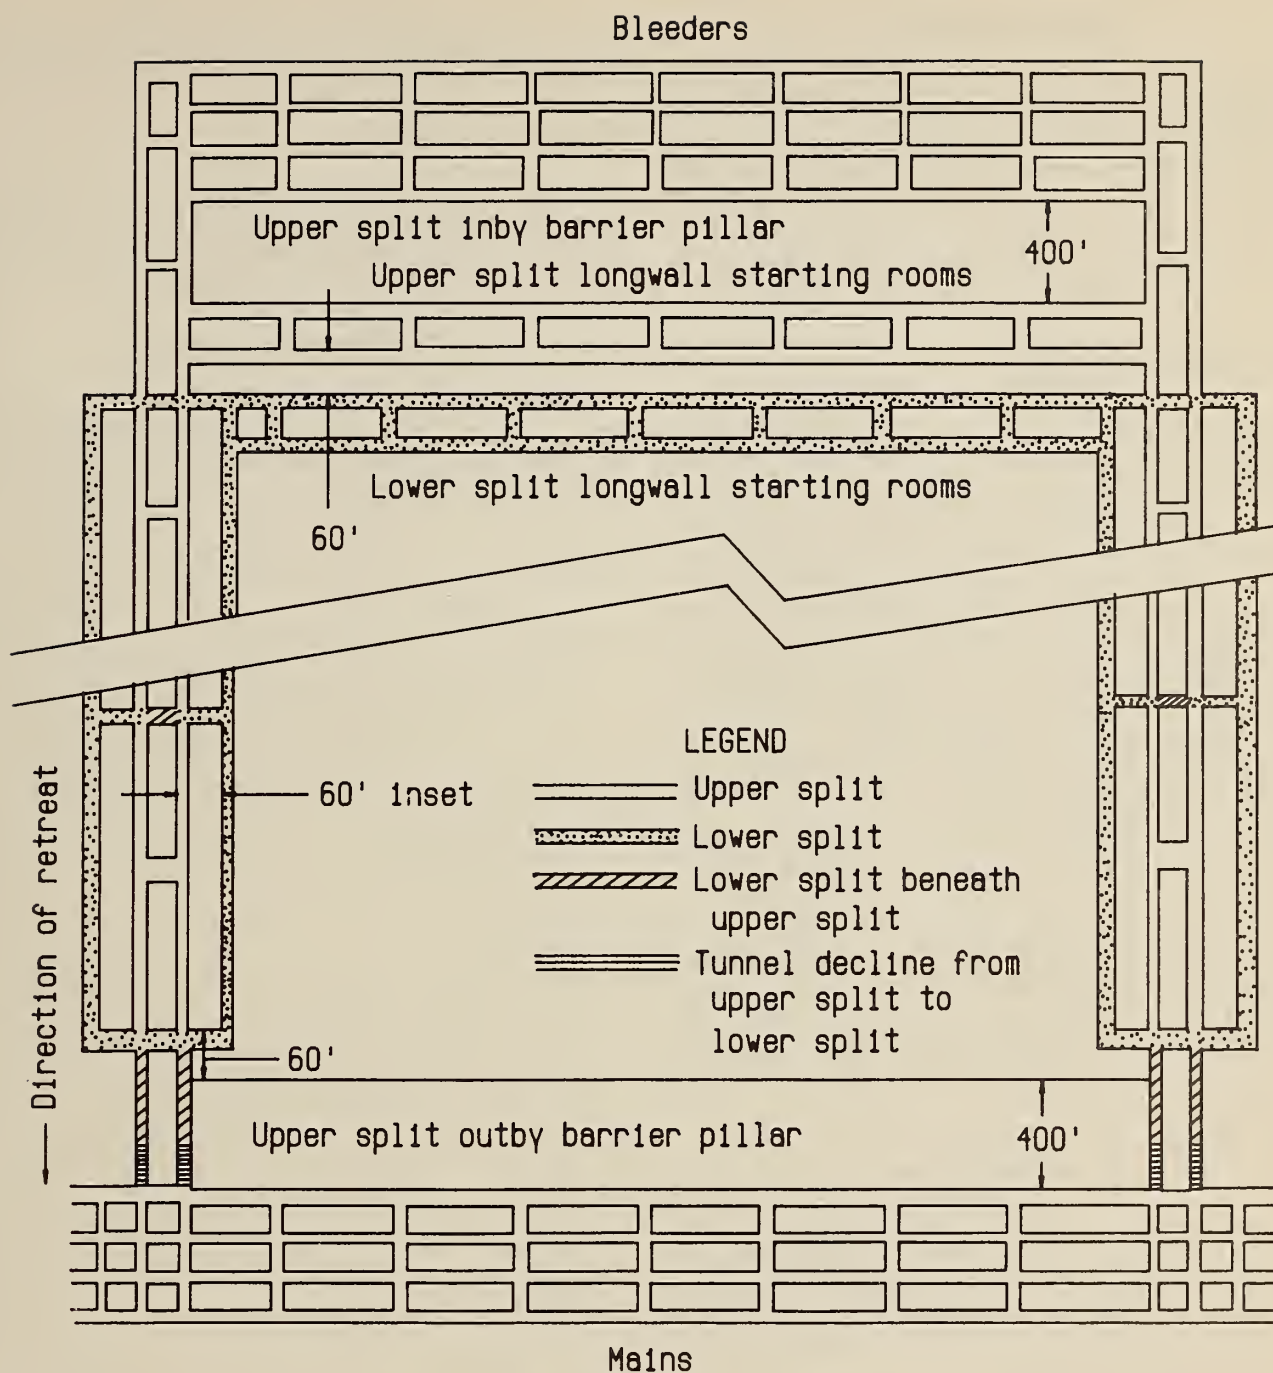 Bleeders
Upper split inby barrier pillar
400'
Upper split longwall starting rooms
Lower split longwall starting rooms
60'
LEGEND
Upper split
60' inset
Lower split
Lower split beneath
upper split
Tunnel decline from
upper split to
lower split
Direction of retreat
60'
Upper split outby barrier pillar
400'
Mains